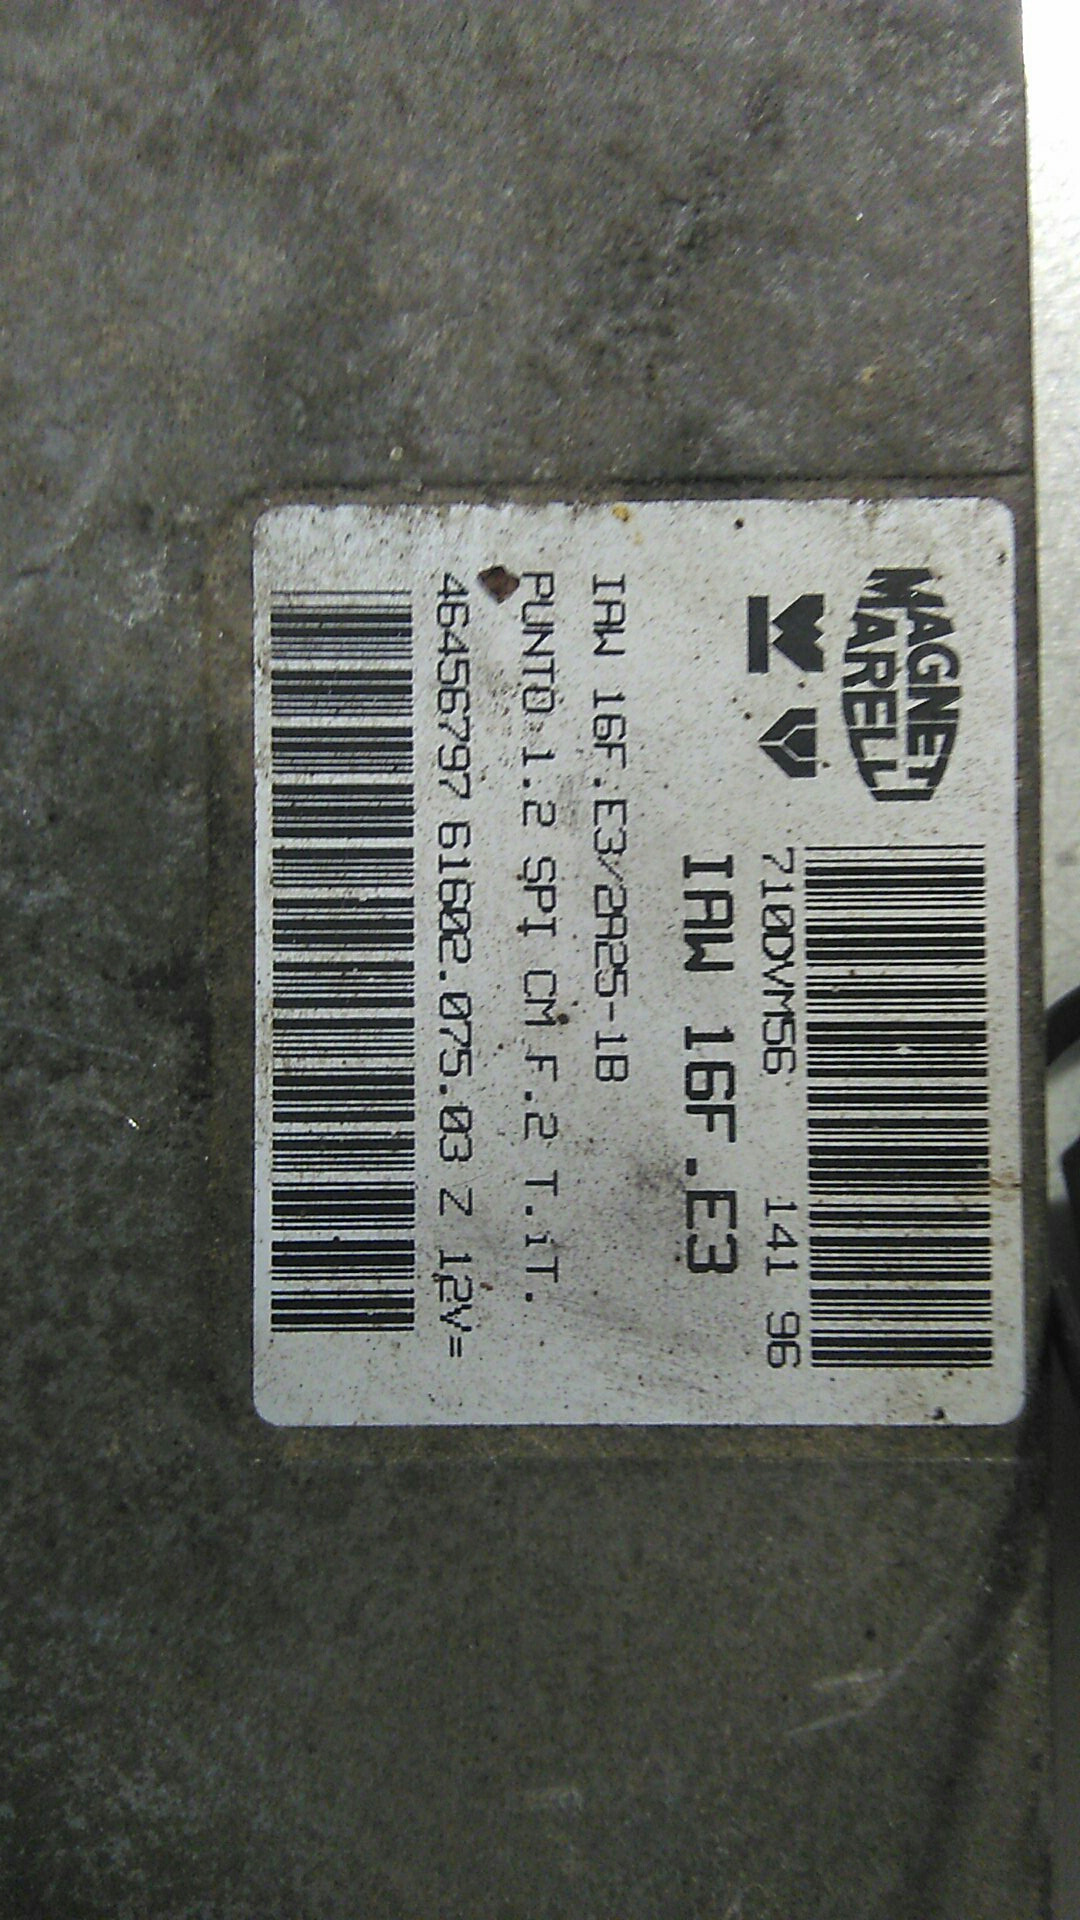 MAGNETI
MARELLI
710DVM56 141 96
IAW 16F.E3
IAW 16F.E3/2A25-18
PUNTO 1.2 SPI CM F.2 T.iT.
46456797 61602.075.03 Z 12V=